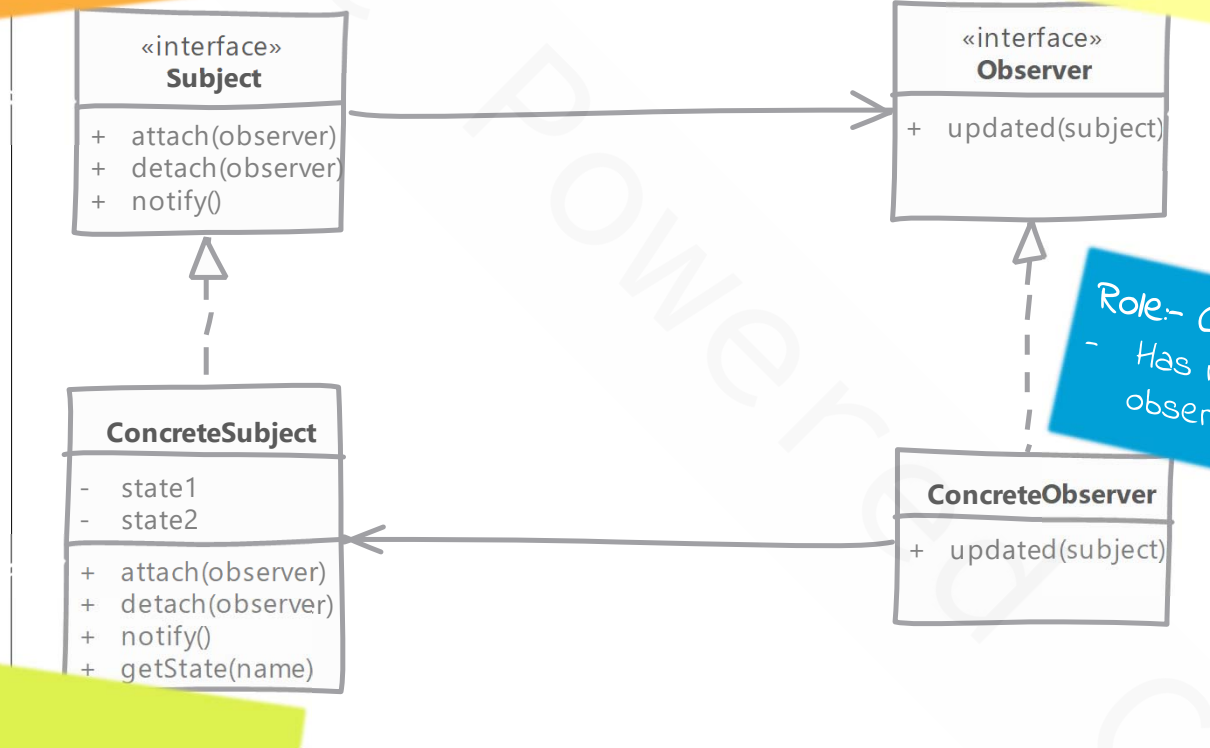 «interface»
Subject
+ attach(observer)
+ detach(observer)
+ notify()
«interface»
Observer
+ updated(subject)
Role:-
- Has
ConcreteSubject
- state1
- state2
+ attach(observer)
+ detach(observer)
+ notify()
+ getState(name)
ConcreteObserver
+ updated(subject)
Powered